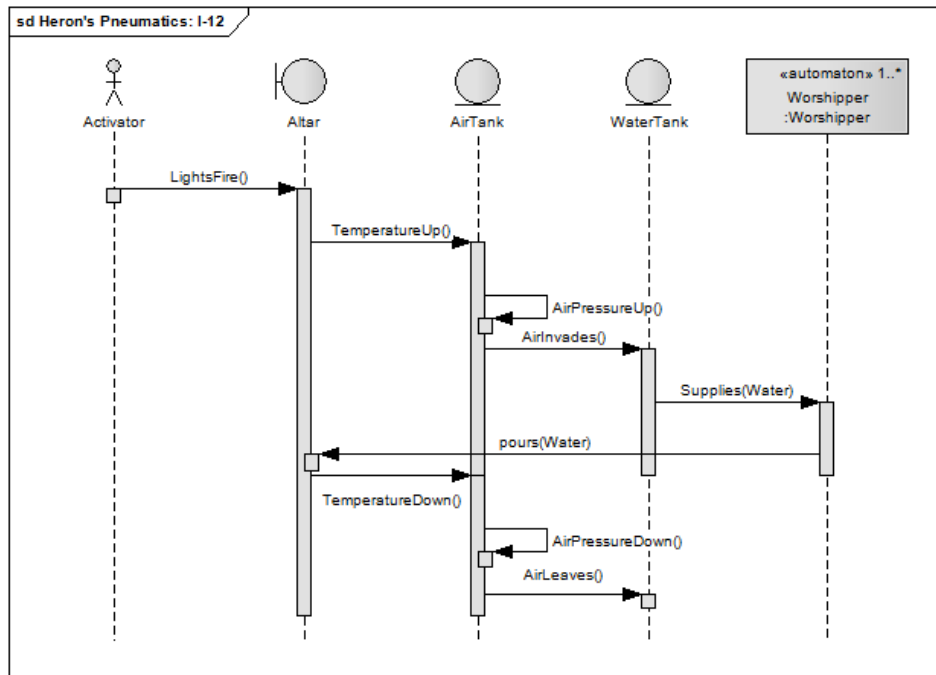 sd Heron's Pneumatics: I-12
«automaton» 1..*
Worshipper
:Worshipper
Activator
Altar
AirTank
WaterTank
LightsFire()
TemperatureUp()
AirPressureUp()
AirInvades()
Supplies(Water)
pours(Water)
TemperatureDown()
AirPressureDown()
AirLeaves()